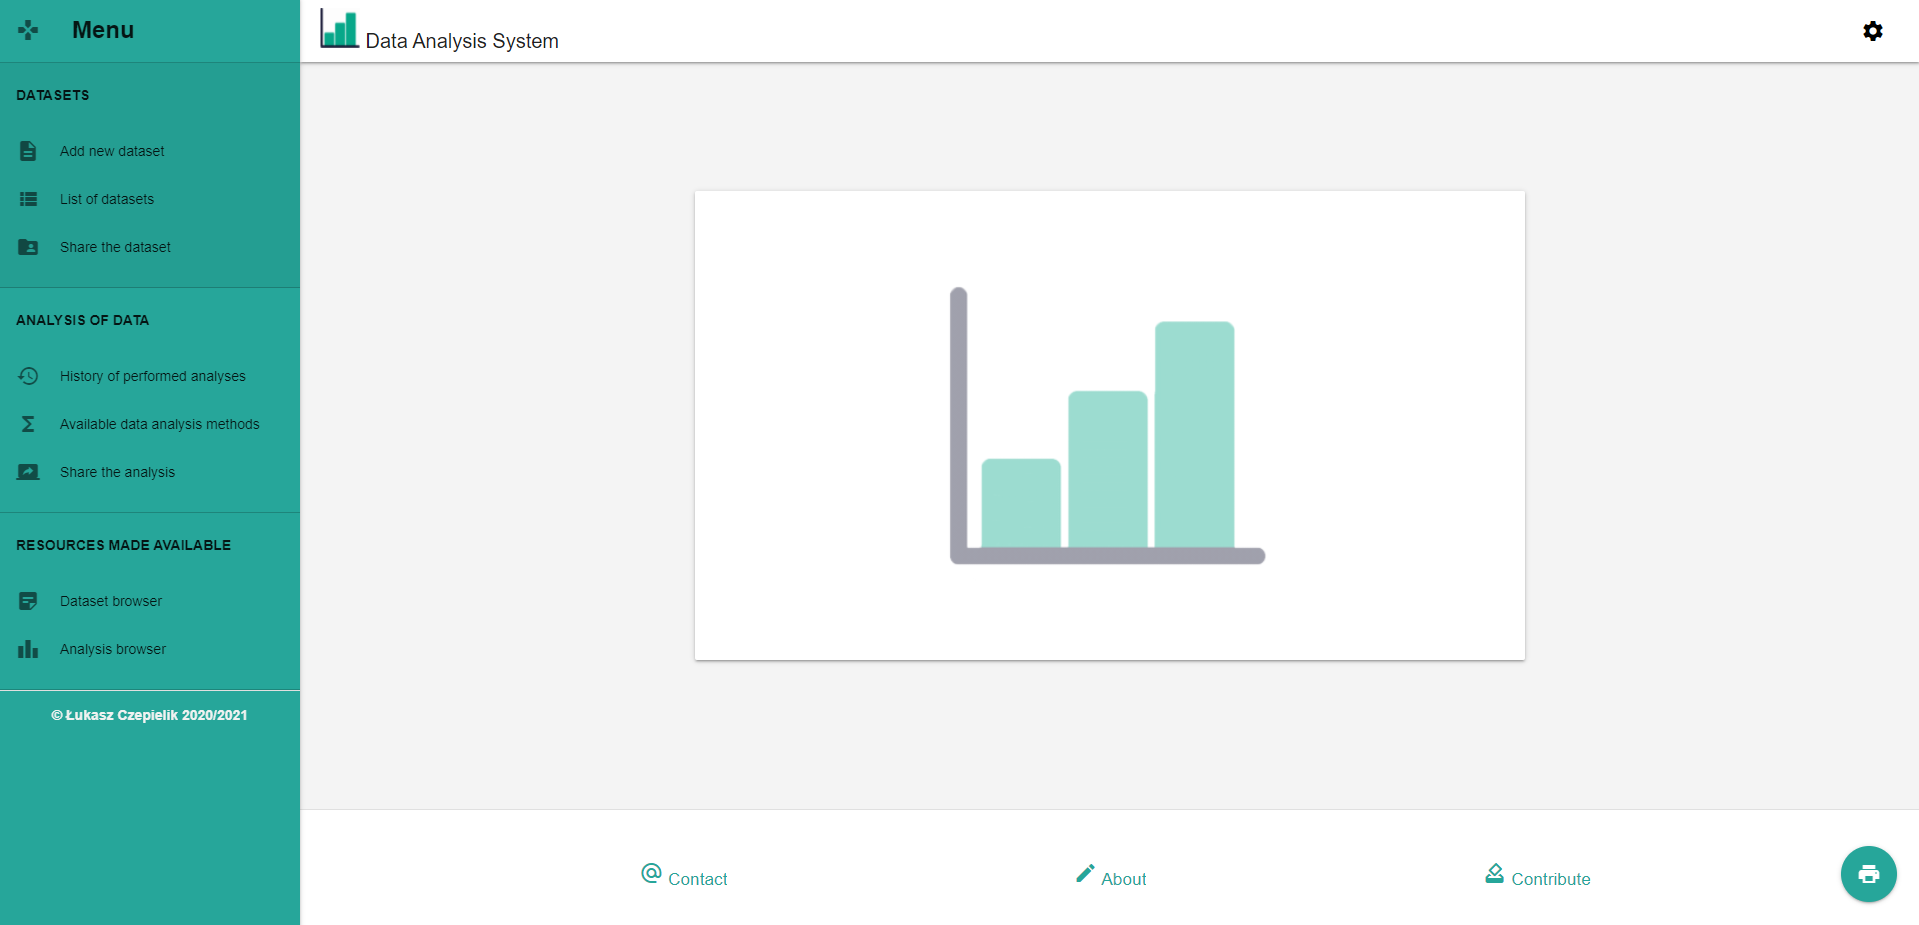 Menu
Data Analysis System
DATASETS
Add new dataset
List of datasets
Share the dataset
ANALYSIS OF DATA
History of performed analyses
Available data analysis methods
Share the analysis
RESOURCES MADE AVAILABLE
Dataset browser
Analysis browser
© Łukasz Czepielik 2020/2021
Contact
About
Contribute